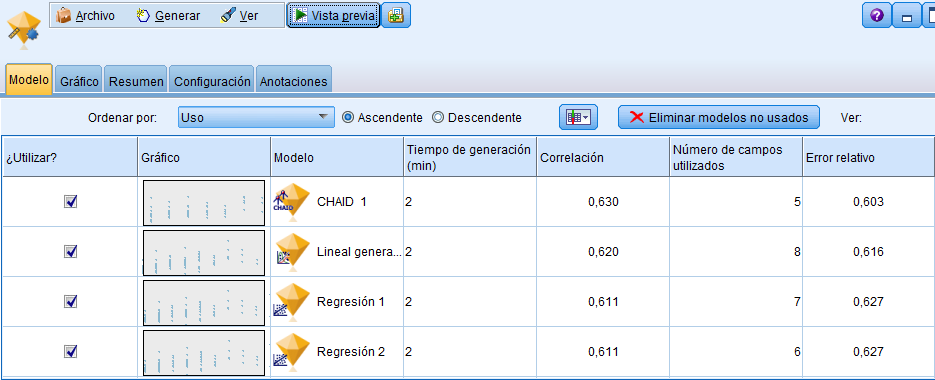 Archivo Generar Ver Vista previa
Modelo Gráfico Resumen Configuración Anotaciones
Ordenar por: Uso Ascendente Descendente Eliminar modelos no usados Ver:
¿Utilizar? Gráfico Modelo Tiempo de generación (min) Correlación Número de campos utilizados Error relativo
CHAID CHAID 1 2 0,630 5 0,603
Lineal genera... 2 0,620 8 0,616
Regresión 1 2 0,611 7 0,627
Regresión 2 2 0,611 6 0,627